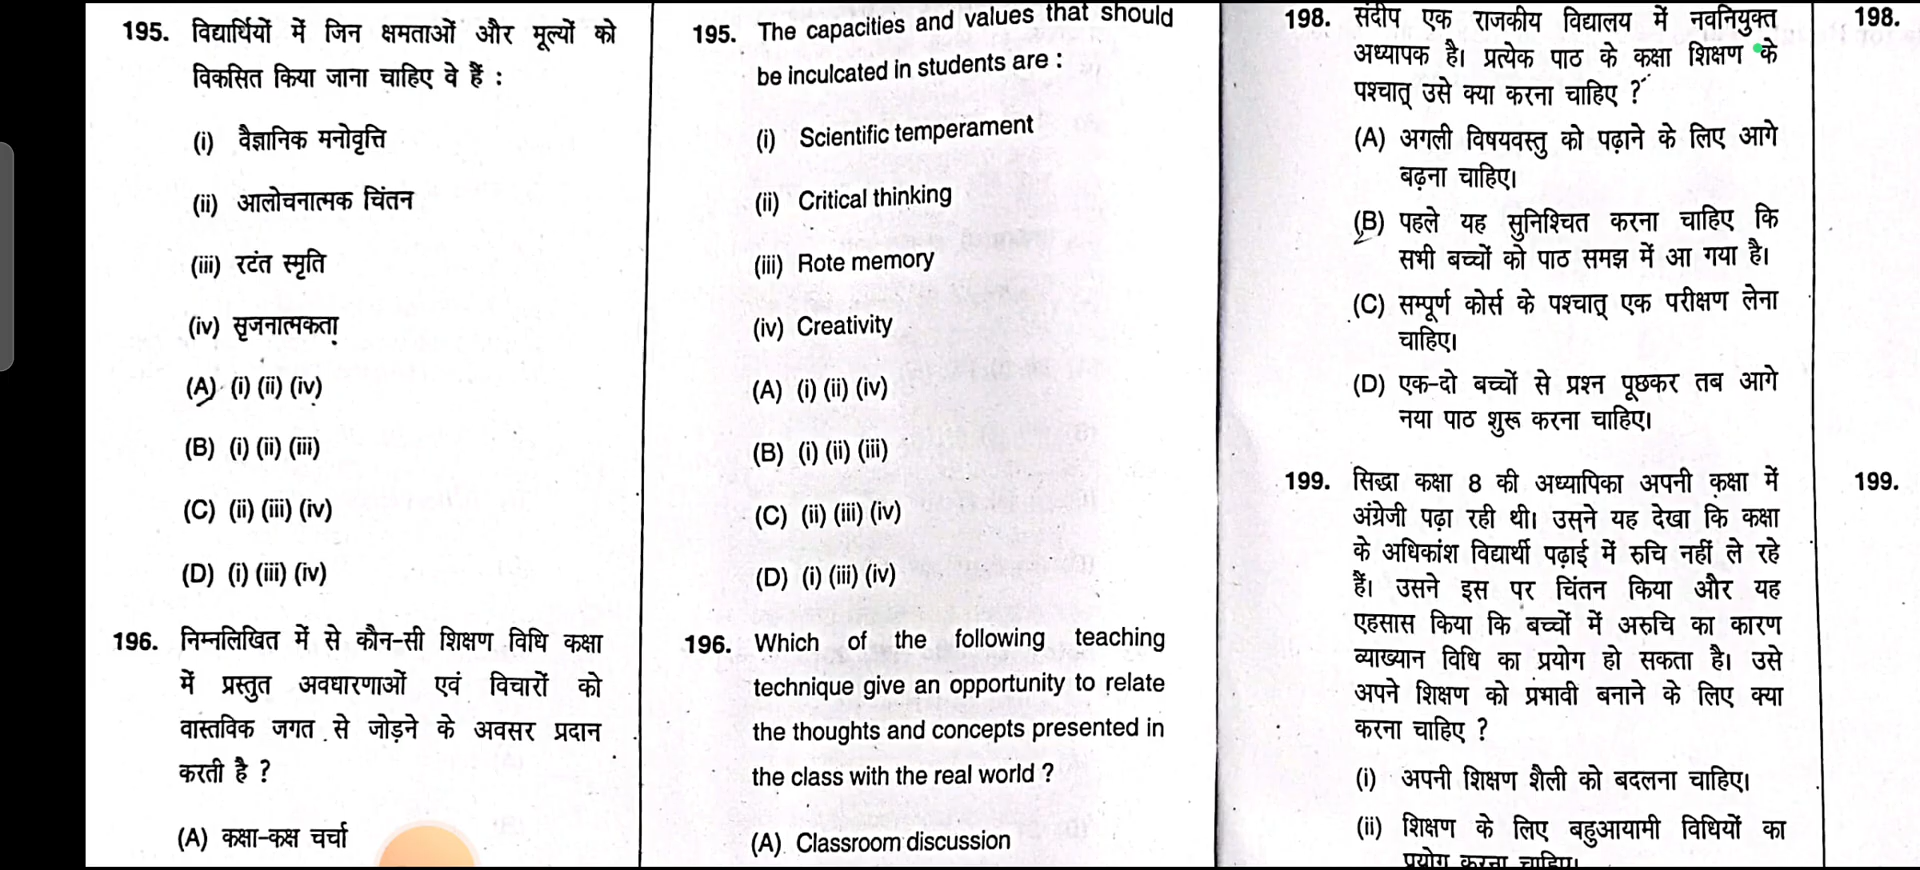 195. विद्यार्थियों में जिन क्षमताओं और मूल्यों को
विकसित किया जाना चाहिए वे हैं :
(i) वैज्ञानिक मनोवृत्ति
(ii) आलोचनात्मक चिंतन
(iii) रटंत स्मृति
(iv) सृजनात्मकता
(A) (i) (ii) (iv)
(B) (i) (ii) (iii)
(C) (ii) (iii) (iv)
(D) (i) (iii) (iv)
196. निम्नलिखित में से कौन-सी शिक्षण विधि कक्षा
में प्रस्तुत अवधारणाओं एवं विचारों को
वास्तविक जगत से जोड़ने के अवसर प्रदान
करती है ?
(A) कक्षा-कक्ष चर्चा
195. The capacities and values that should
be inculcated in students are :
(i) Scientific temperament
(ii) Critical thinking
(iii) Rote memory
(iv) Creativity
(A) (i) (ii) (iv)
(B) (i) (ii) (iii)
(C) (ii) (iii) (iv)
(D) (i) (iii) (iv)
196. Which of the following teaching
technique give an opportunity to relate
the thoughts and concepts presented in
the class with the real world ?
(A) Classroom discussion
198. संदीप एक राजकीय विद्यालय में नवनियुक्त
अध्यापक है। प्रत्येक पाठ के कक्षा शिक्षण के
पश्चात् उसे क्या करना चाहिए ?
(A) अगली विषयवस्तु को पढ़ाने के लिए आगे
बढ़ना चाहिए।
(B) पहले यह सुनिश्चित करना चाहिए कि
सभी बच्चों को पाठ समझ में आ गया है।
(C) सम्पूर्ण कोर्स के पश्चात् एक परीक्षण लेना
चाहिए।
(D) एक-दो बच्चों से प्रश्न पूछकर तब आगे
नया पाठ शुरू करना चाहिए।
199. सिद्धा कक्षा 8 की अध्यापिका अपनी कक्षा में
अंग्रेजी पढ़ा रही थी। उसने यह देखा कि कक्षा
के अधिकांश विद्यार्थी पढ़ाई में रुचि नहीं ले रहे
हैं। उसने इस पर चिंतन किया और यह
एहसास किया कि बच्चों में अरुचि का कारण
व्याख्यान विधि का प्रयोग हो सकता है। उसे
अपने शिक्षण को प्रभावी बनाने के लिए क्या
करना चाहिए ?
(i) अपनी शिक्षण शैली को बदलना चाहिए।
(ii) शिक्षण के लिए बहुआयामी विधियों का
प्रयोग करना चाहिए।
198.
199.